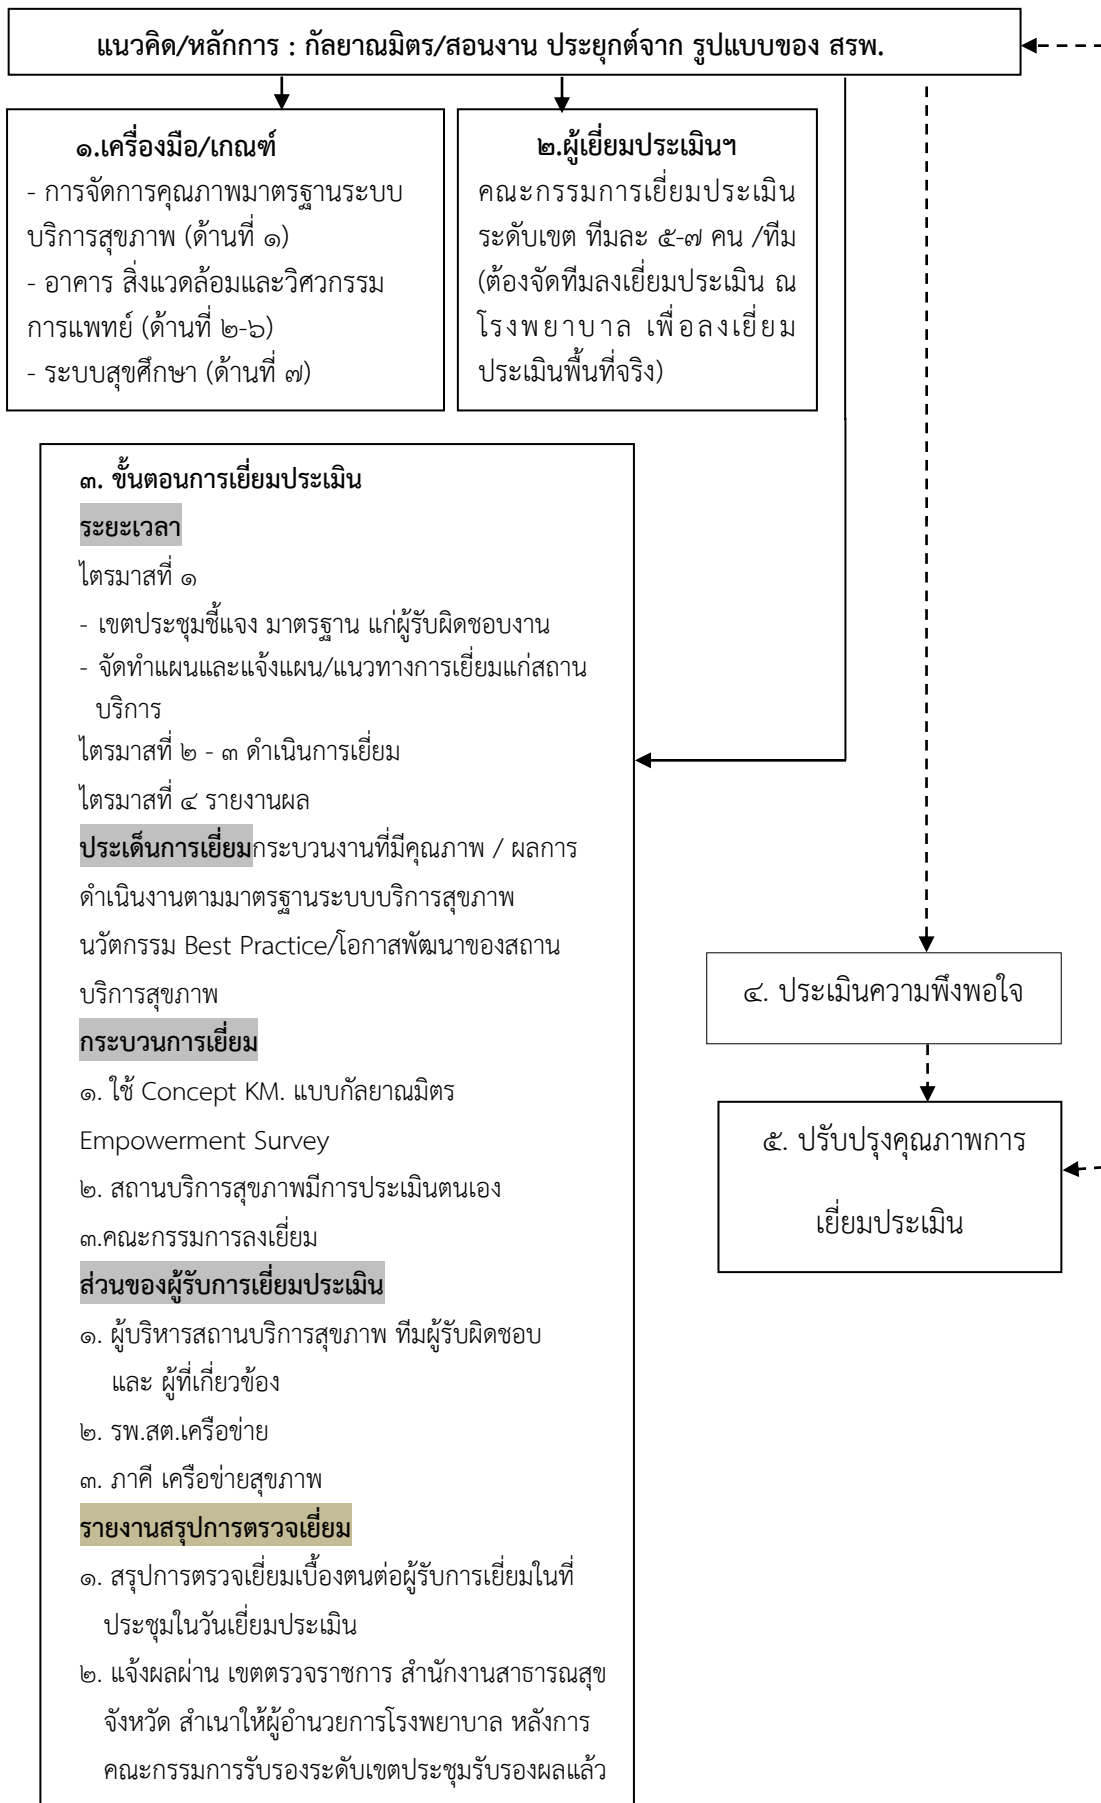 แนวคิด/หลักการ : กัลยาณมิตร/สอนงาน ประยุกต์จาก รูปแบบของ สรพ.
๑.เครื่องมือ/เกณฑ์
- การจัดการคุณภาพมาตรฐานระบบ
บริการสุขภาพ (ด้านที่ ๑)
- อาคาร สิ่งแวดล้อมและวิศวกรรม
การแพทย์ (ด้านที่ ๒-๖)
- ระบบสุขศึกษา (ด้านที่ ๗)
๒.ผู้เยี่ยมประเมินฯ
คณะกรรมการเยี่ยมประเมิน
ระดับเขต ทีมละ ๕-๗ คน /ทีม
(ต้องจัดทีมลงเยี่ยมประเมิน ณ
โรงพยาบาล เพื่อลงเยี่ยม
ประเมินพื้นที่จริง)
๓. ขั้นตอนการเยี่ยมประเมิน
ระยะเวลา
ไตรมาสที่ ๑
- เขตประชุมชี้แจง มาตรฐาน แก่ผู้รับผิดชอบงาน
- จัดทำแผนและแจ้งแผน/แนวทางการเยี่ยมแก่สถาน
บริการ
ไตรมาสที่ ๒ - ๓ ดำเนินการเยี่ยม
ไตรมาสที่ ๔ รายงานผล
ประเด็นการเยี่ยมกระบวนงานที่มีคุณภาพ / ผลการ
ดำเนินงานตามมาตรฐานระบบบริการสุขภาพ
นวัตกรรม Best Practice/โอกาสพัฒนาของสถาน
บริการสุขภาพ
กระบวนการเยี่ยม
๑. ใช้ Concept KM. แบบกัลยาณมิตร
Empowerment Survey
๒. สถานบริการสุขภาพมีการประเมินตนเอง
๓.คณะกรรมการลงเยี่ยม
ส่วนของผู้รับการเยี่ยมประเมิน
๑. ผู้บริหารสถานบริการสุขภาพ ทีมผู้รับผิดชอบ
และ ผู้ที่เกี่ยวข้อง
๒. รพ.สต.เครือข่าย
๓. ภาคี เครือข่ายสุขภาพ
รายงานสรุปการตรวจเยี่ยม
๑. สรุปการตรวจเยี่ยมเบื้องตนต่อผู้รับการเยี่ยมในที่
ประชุมในวันเยี่ยมประเมิน
๒. แจ้งผลผ่าน เขตตรวจราชการ สำนักงานสาธารณสุข
จังหวัด สำเนาให้ผู้อำนวยการโรงพยาบาล หลังการ
คณะกรรมการรับรองระดับเขตประชุมรับรองผลแล้ว
๔. ประเมินความพึงพอใจ
๕. ปรับปรุงคุณภาพการ
เยี่ยมประเมิน